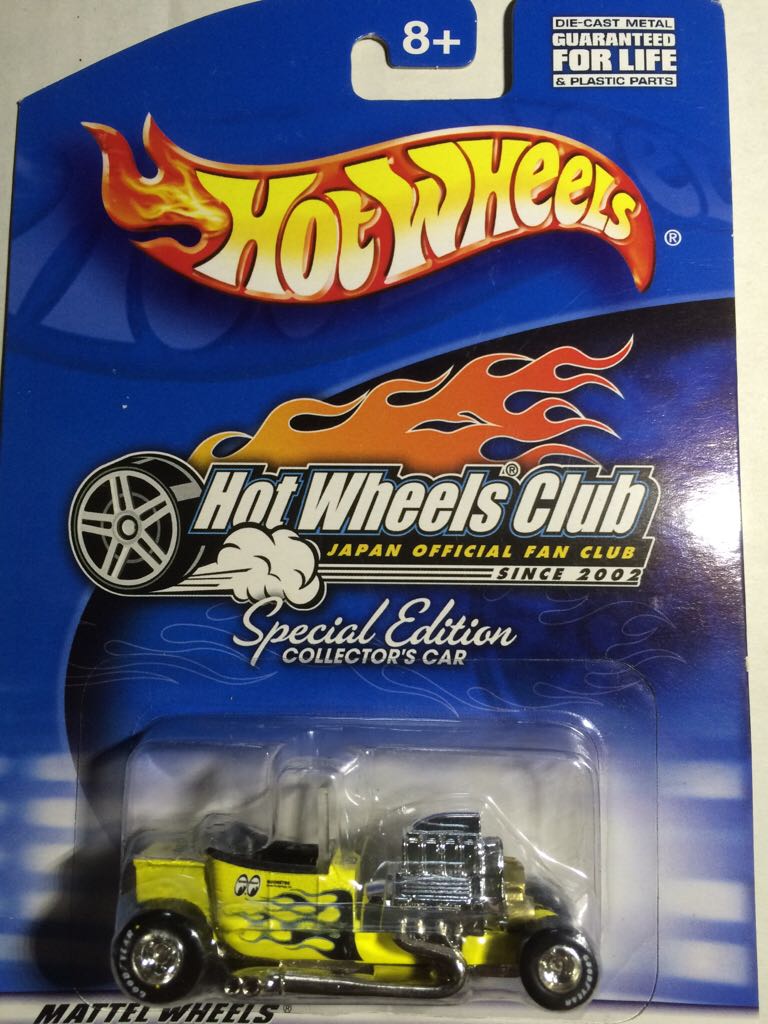 8+
DIE-CAST METAL
GUARANTEED
FOR LIFE
& PLASTIC PARTS
HOT WHEELS®
Hot Wheels® Club
JAPAN OFFICIAL FAN CLUB
SINCE 2002
Special Edition
COLLECTOR'S CAR
MATTEL WHEELS®